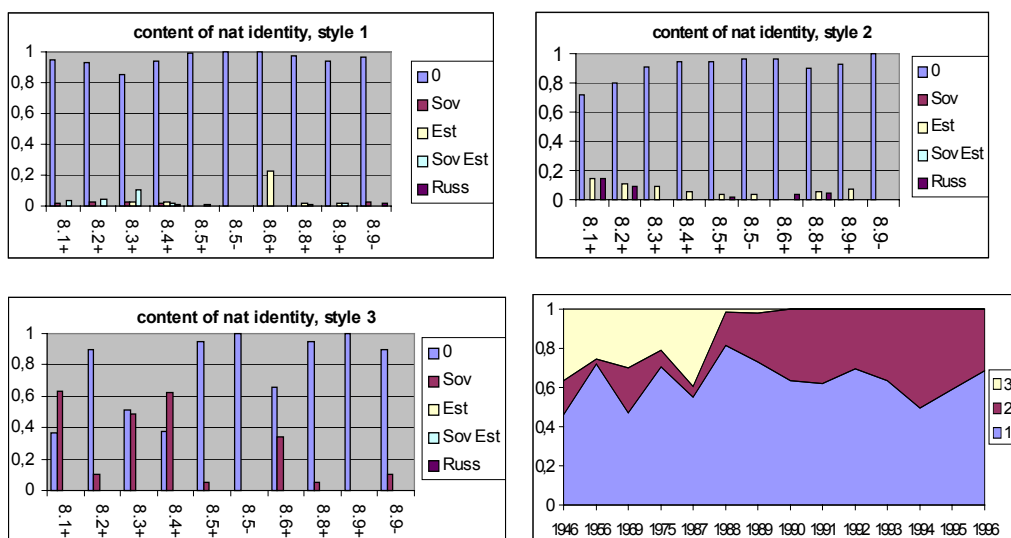 content of nat identity, style 1
1
0,8
0,6
0,4
0,2
0
8.1+ 8.2+ 8.3+ 8.4+ 8.5+ 8.5- 8.6+ 8.8+ 8.9+ 8.9-
0
Sov
Est
Sov Est
Russ
content of nat identity, style 2
1
0,8
0,6
0,4
0,2
0
8.1+ 8.2+ 8.3+ 8.4+ 8.5+ 8.5- 8.6+ 8.8+ 8.9+ 8.9-
0
Sov
Est
Sov Est
Russ
content of nat identity, style 3
1
0,8
0,6
0,4
0,2
0
8.1+ 8.2+ 8.3+ 8.4+ 8.5+ 8.5- 8.6+ 8.8+ 8.9+ 8.9-
0
Sov
Est
Sov Est
Russ
1
0,8
0,6
0,4
0,2
0
1946 1956 1969 1975 1987 1988 1989 1990 1991 1992 1993 1994 1995 1996
3
2
1